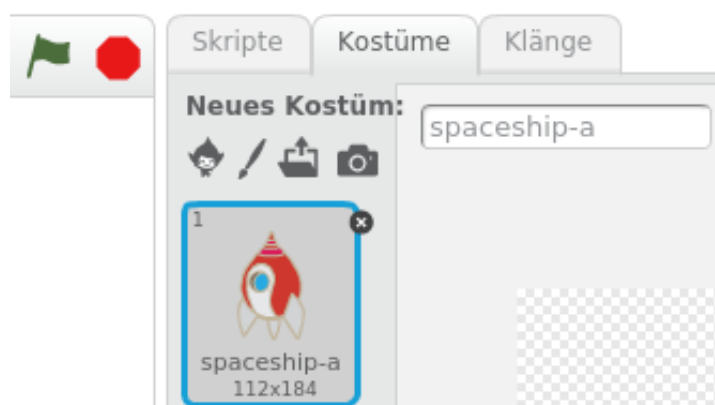 Skripte Kostüme Klänge
Neues Kostüm:
spaceship-a
1
spaceship-a
112x184